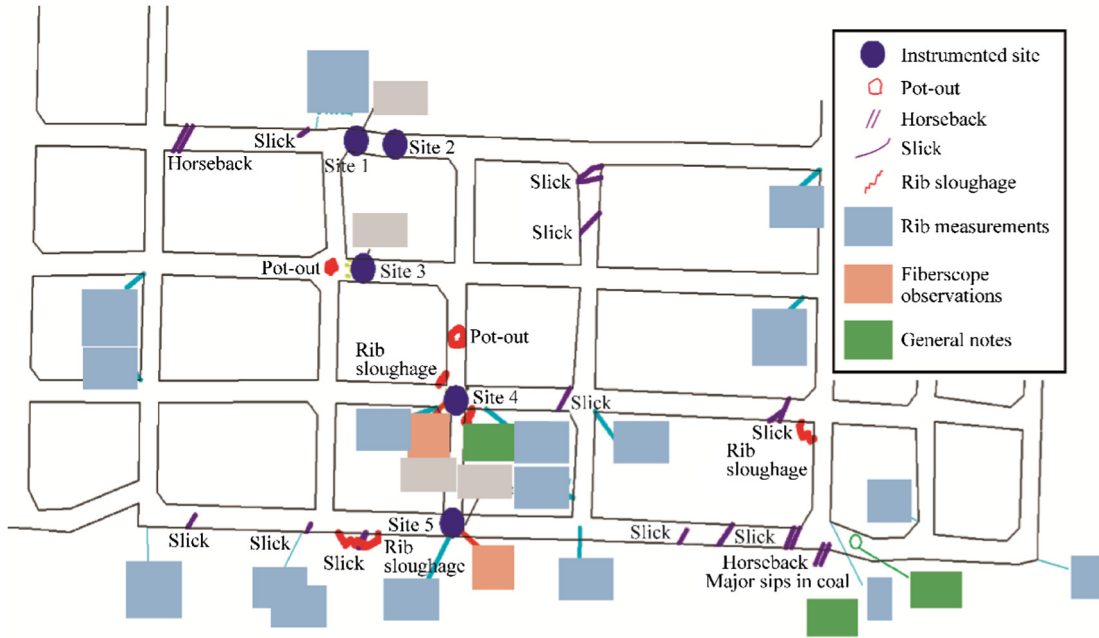 Instrumented site
Pot-out
Horseback
Slick
Rib sloughage
Rib measurements
Fiberscope
observations
General notes
Slick
Horseback
Site 1
Site 2
Slick
Slick
Pot-out
Site 3
Pot-out
Rib
sloughage
Site 4
Slick
Slick
Rib
sloughage
Site 5
Slick
Slick
Slick
Rib
sloughage
Slick
Slick
Horseback
Major sips in coal